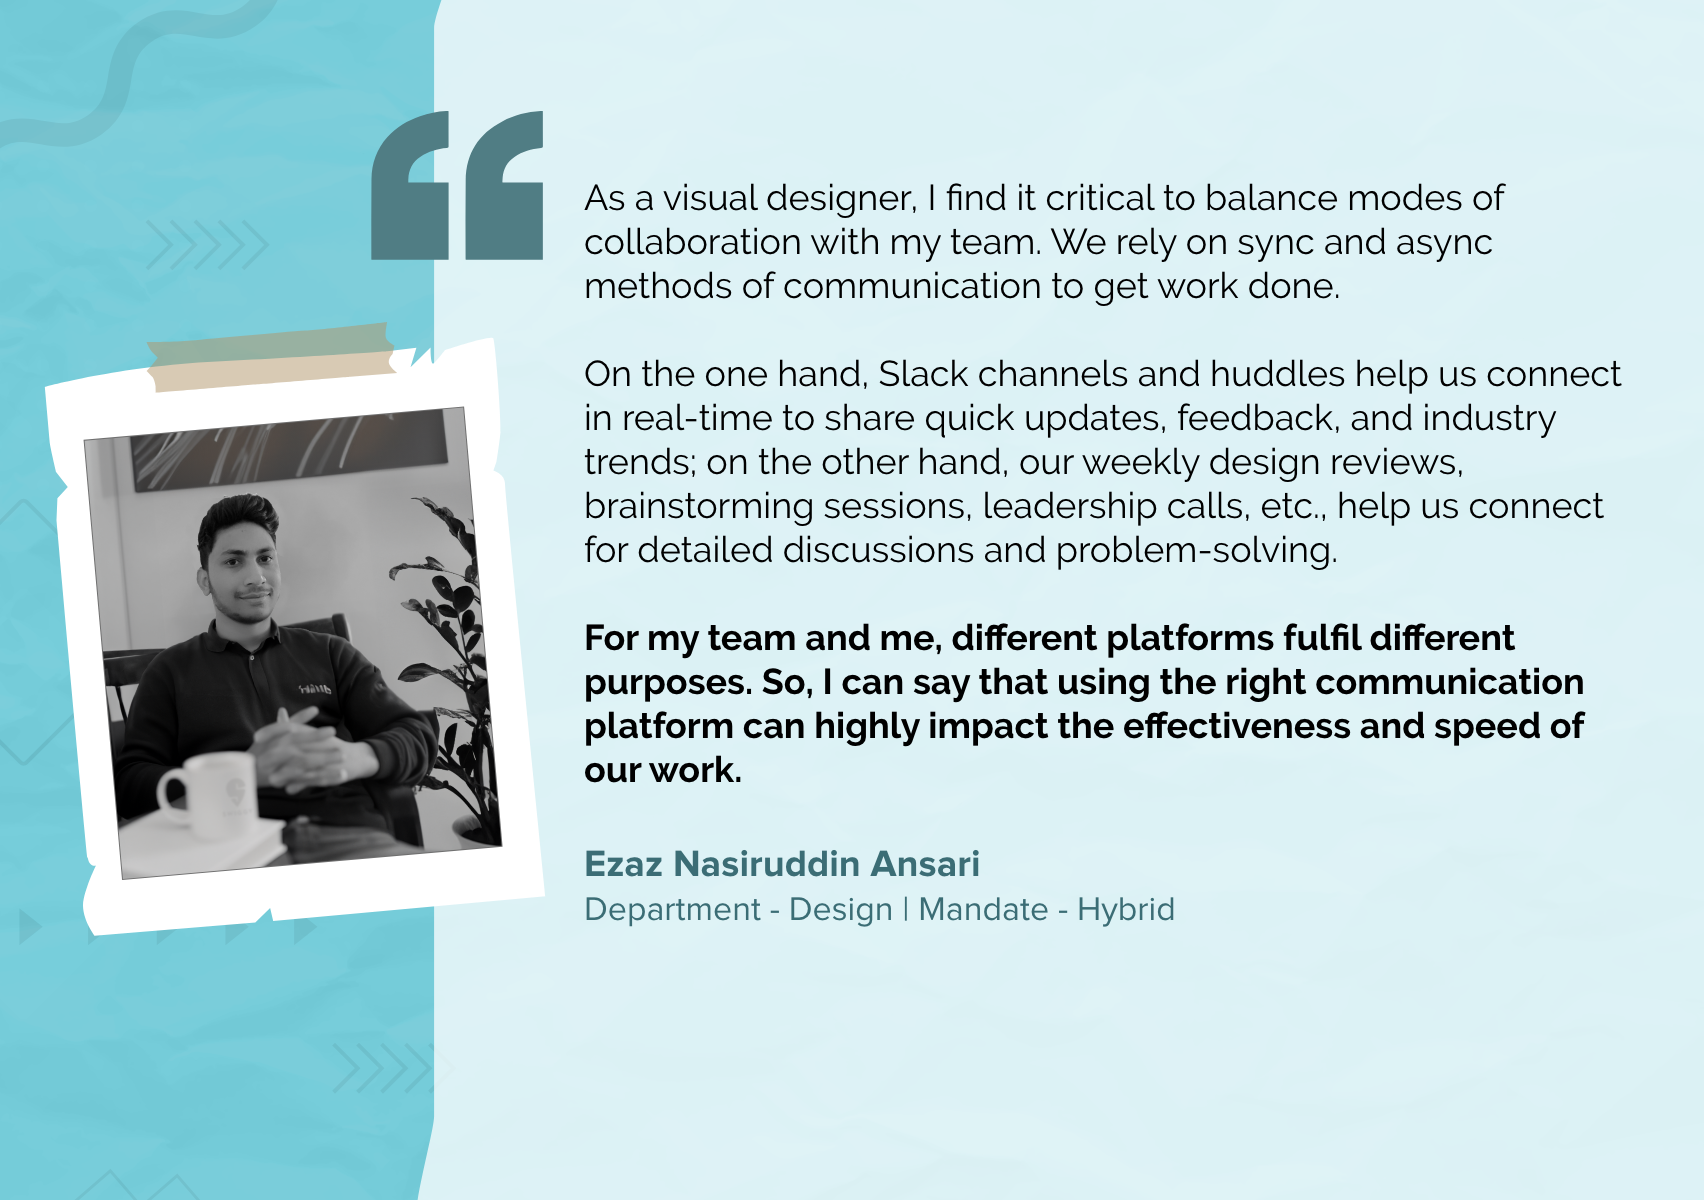 As a visual designer, I find it critical to balance modes of
collaboration with my team. We rely on sync and async
methods of communication to get work done.
On the one hand, Slack channels and huddles help us connect
in real-time to share quick updates, feedback, and industry
trends; on the other hand, our weekly design reviews,
brainstorming sessions, leadership calls, etc., help us connect
for detailed discussions and problem-solving.
For my team and me, different platforms fulfil different
purposes. So, I can say that using the right communication
platform can highly impact the effectiveness and speed of
our work.
Ezaz Nasiruddin Ansari
Department - Design | Mandate - Hybrid